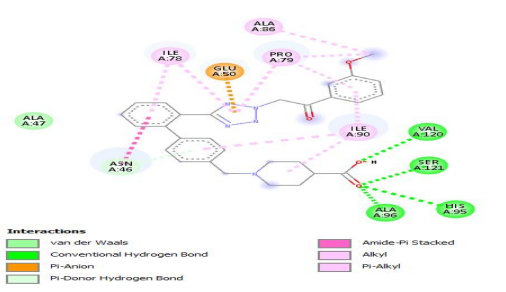 ALA
A:86
ILE
A:78
PRO
A:79
GLU
A:50
N
N
N
N
O
O
ALA
A:47
ILE
A:90
VAL
A:120
ASN
A:46
O
H
SER
A:121
N
O
ALA
A:96
HIS
A:95
Interactions
van der Waals
Conventional Hydrogen Bond
Pi-Anion
Pi-Donor Hydrogen Bond
Amide-Pi Stacked
Alkyl
Pi-Alkyl